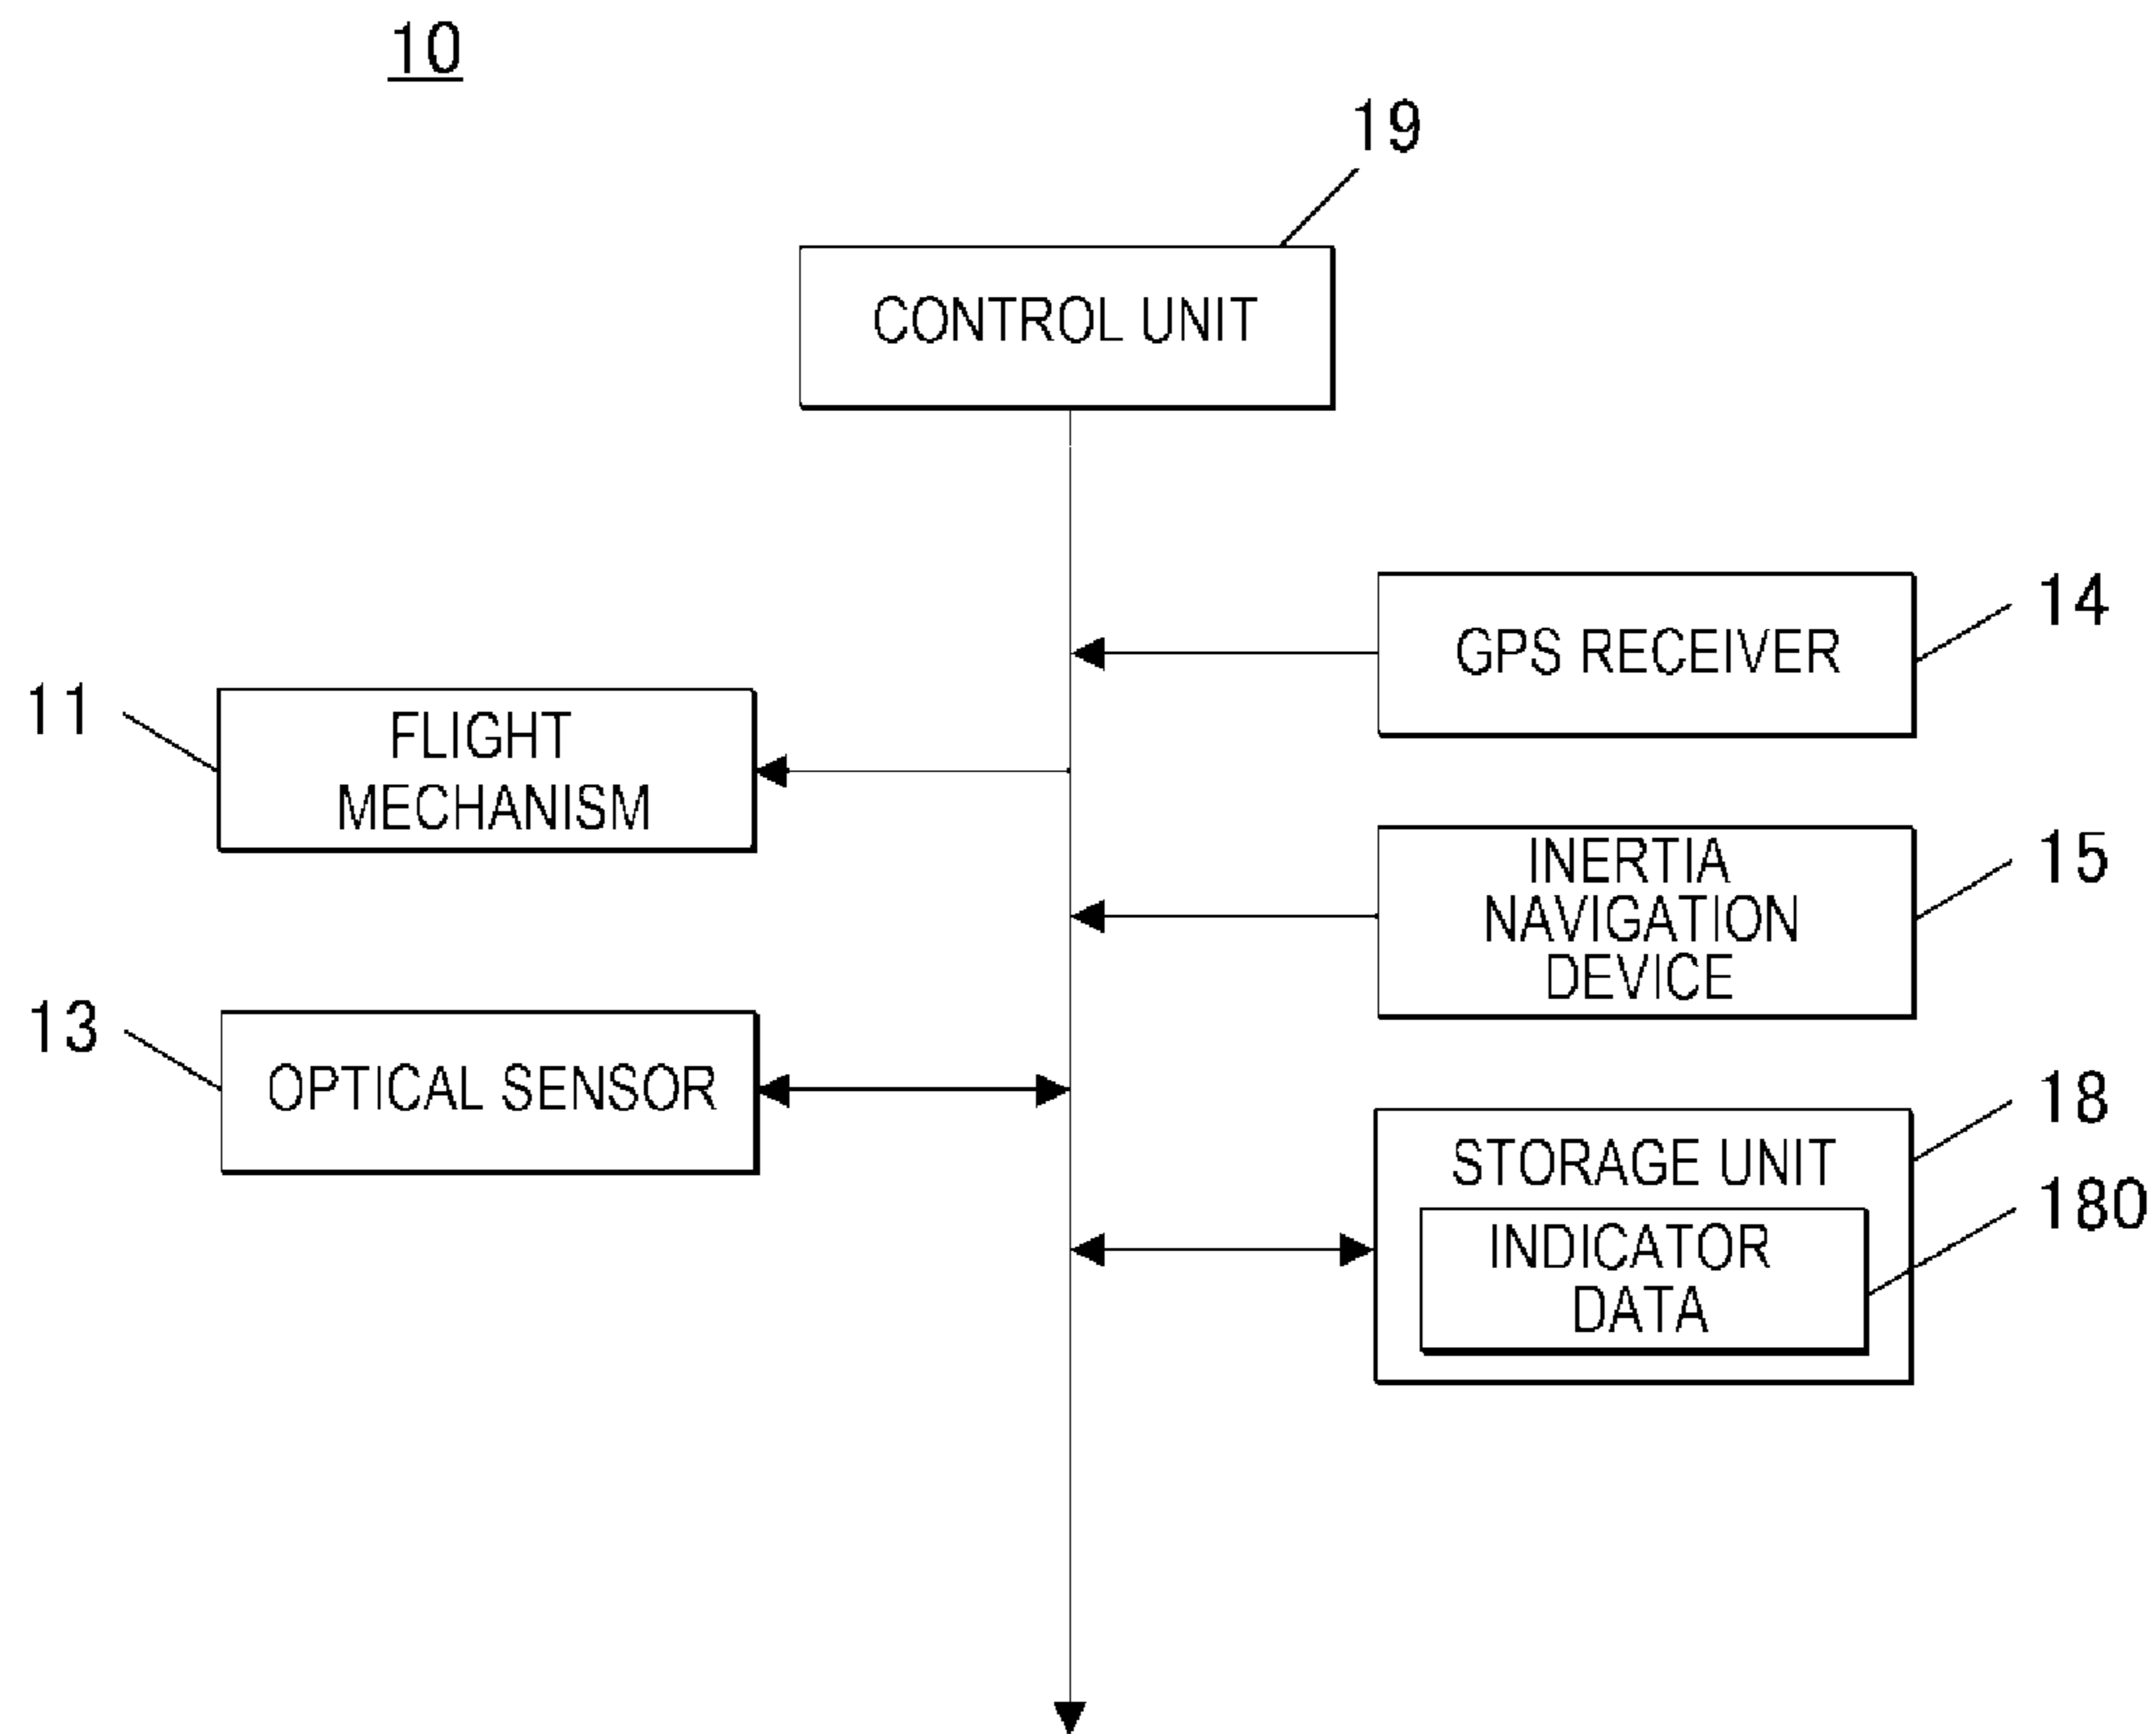 10
19
CONTROL UNIT
14
GPS RECEIVER
11
FLIGHT
MECHANISM
15
INERTIA
NAVIGATION
DEVICE
13
OPTICAL SENSOR
18
STORAGE UNIT
180
INDICATOR
DATA